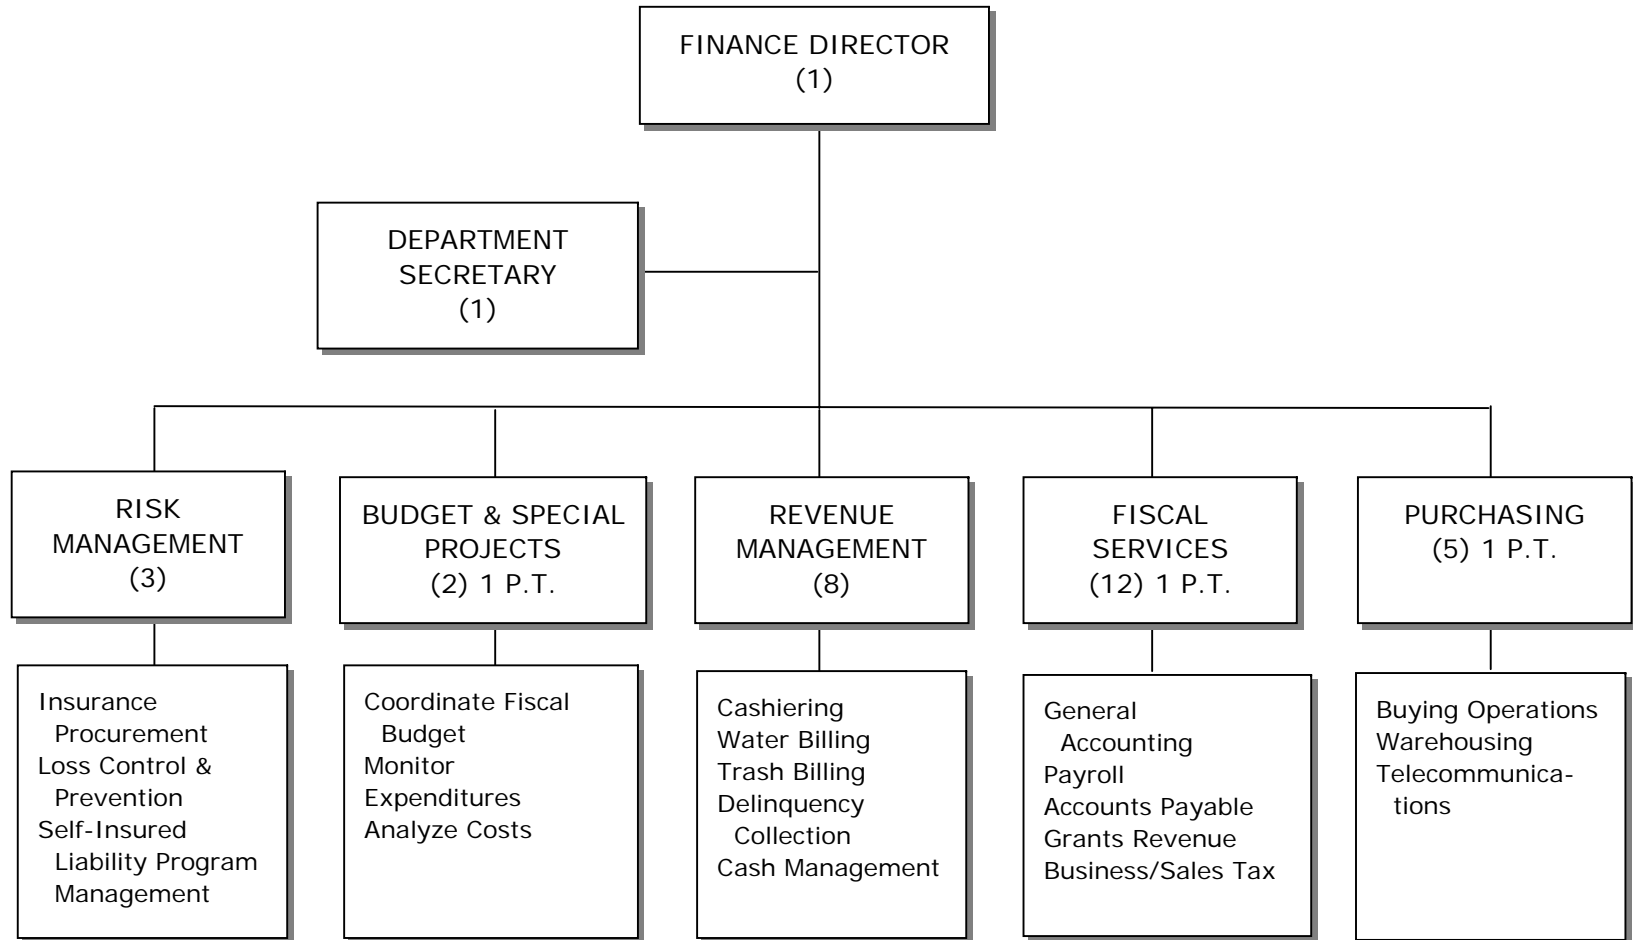 FINANCE DIRECTOR
(1)
DEPARTMENT
SECRETARY
(1)
RISK
MANAGEMENT
(3)
BUDGET & SPECIAL
PROJECTS
(2) 1 P.T.
REVENUE
MANAGEMENT
(8)
FISCAL
SERVICES
(12) 1 P.T.
PURCHASING
(5) 1 P.T.
Insurance
Procurement
Loss Control &
Prevention
Self-Insured
Liability Program
Management
Coordinate Fiscal
Budget
Monitor
Expenditures
Analyze Costs
Cashiering
Water Billing
Trash Billing
Delinquency
Collection
Cash Management
General
Accounting
Payroll
Accounts Payable
Grants Revenue
Business/Sales Tax
Buying Operations
Warehousing
Telecommunica-
tions